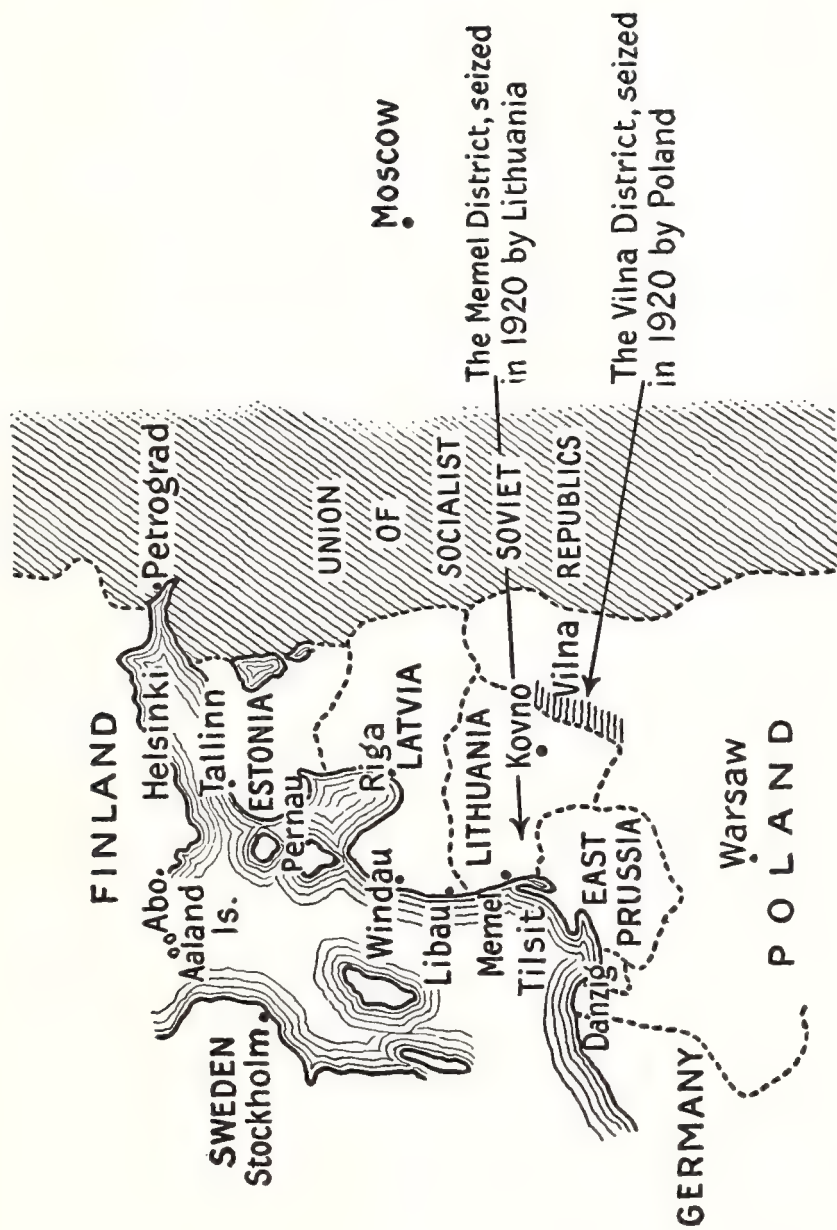 FINLAND
Abo.
Helsinki
Petrograd
Aaland
Is.
SWEDEN
Tallinn
Stockholm
ESTONIA
Pernau
UNION
Windau
Riga
Moscow
OF
LATVIA
Libau
SOCIALIST
LITHUANIA
The Memel District, seized
in 1920 by Lithuania
Memel
SOVIET
Kovno
Tilsit
Vilna
REPUBLICS
EAST
PRUSSIA
Danzig
The Vilna District, seized
in 1920 by Poland
GERMANY
Warsaw
POLAND